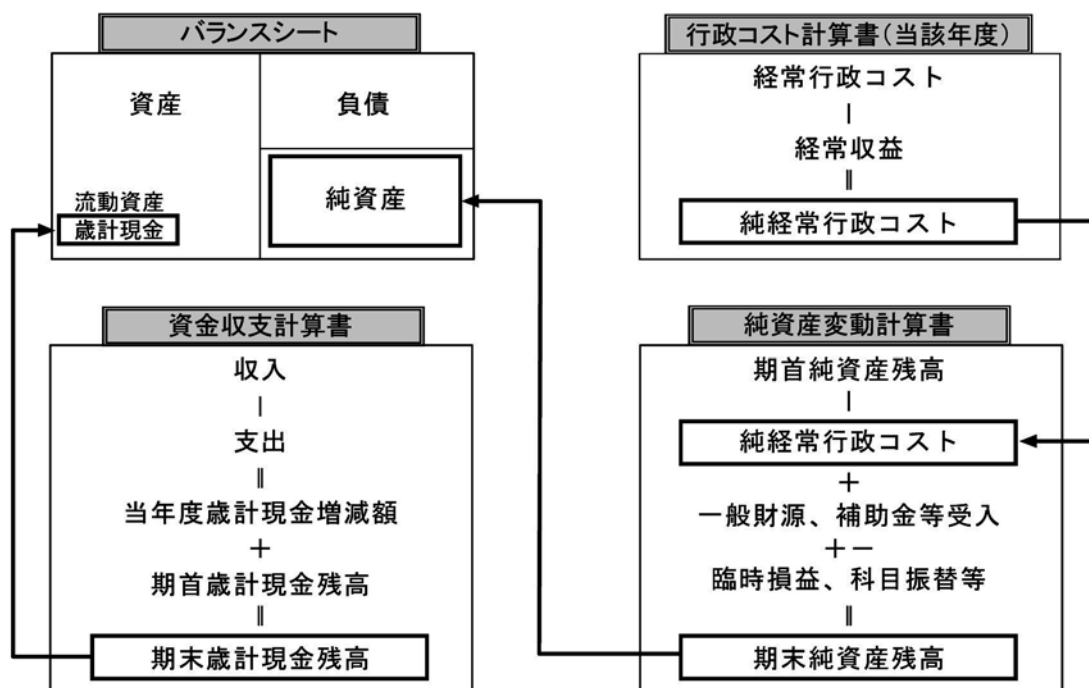 バランスシート
資産
負債
純資産
流動資産
歳計現金
行政コスト計算書(当該年度)
経常行政コスト
－
経常収益
＝
純経常行政コスト
資金収支計算書
収入
－
支出
＝
当年度歳計現金増減額
＋
期首歳計現金残高
＝
期末歳計現金残高
純資産変動計算書
期首純資産残高
－
純経常行政コスト
＋
一般財源、補助金等受入
＋－
臨時損益、科目振替等
＝
期末純資産残高